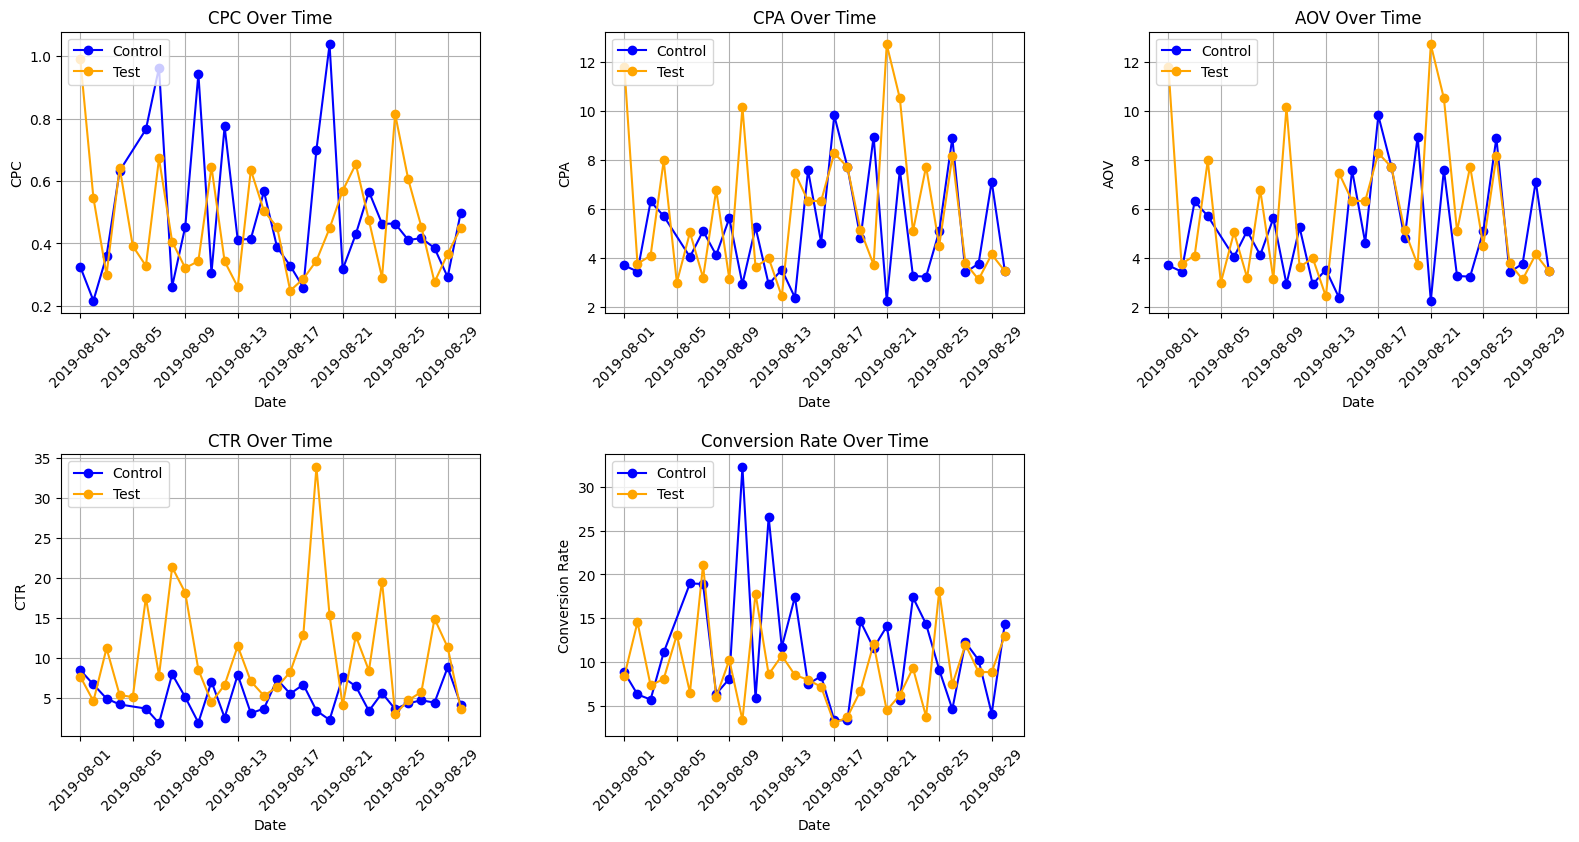 CPC Over Time
CPC
1.0
0.8
0.6
0.4
0.2
Control
Test
2019-08-01
2019-08-05
2019-08-09
2019-08-13
2019-08-17
2019-08-21
2019-08-25
2019-08-29
Date
CPA Over Time
CPA
12
10
8
6
4
2
Control
Test
2019-08-01
2019-08-05
2019-08-09
2019-08-13
2019-08-17
2019-08-21
2019-08-25
2019-08-29
Date
AOV Over Time
AOV
12
10
8
6
4
2
Control
Test
2019-08-01
2019-08-05
2019-08-09
2019-08-13
2019-08-17
2019-08-21
2019-08-25
2019-08-29
Date
CTR Over Time
CTR
35
30
25
20
15
10
5
Control
Test
2019-08-01
2019-08-05
2019-08-09
2019-08-13
2019-08-17
2019-08-21
2019-08-25
2019-08-29
Date
Conversion Rate Over Time
Conversion Rate
30
25
20
15
10
5
Control
Test
2019-08-01
2019-08-05
2019-08-09
2019-08-13
2019-08-17
2019-08-21
2019-08-25
2019-08-29
Date